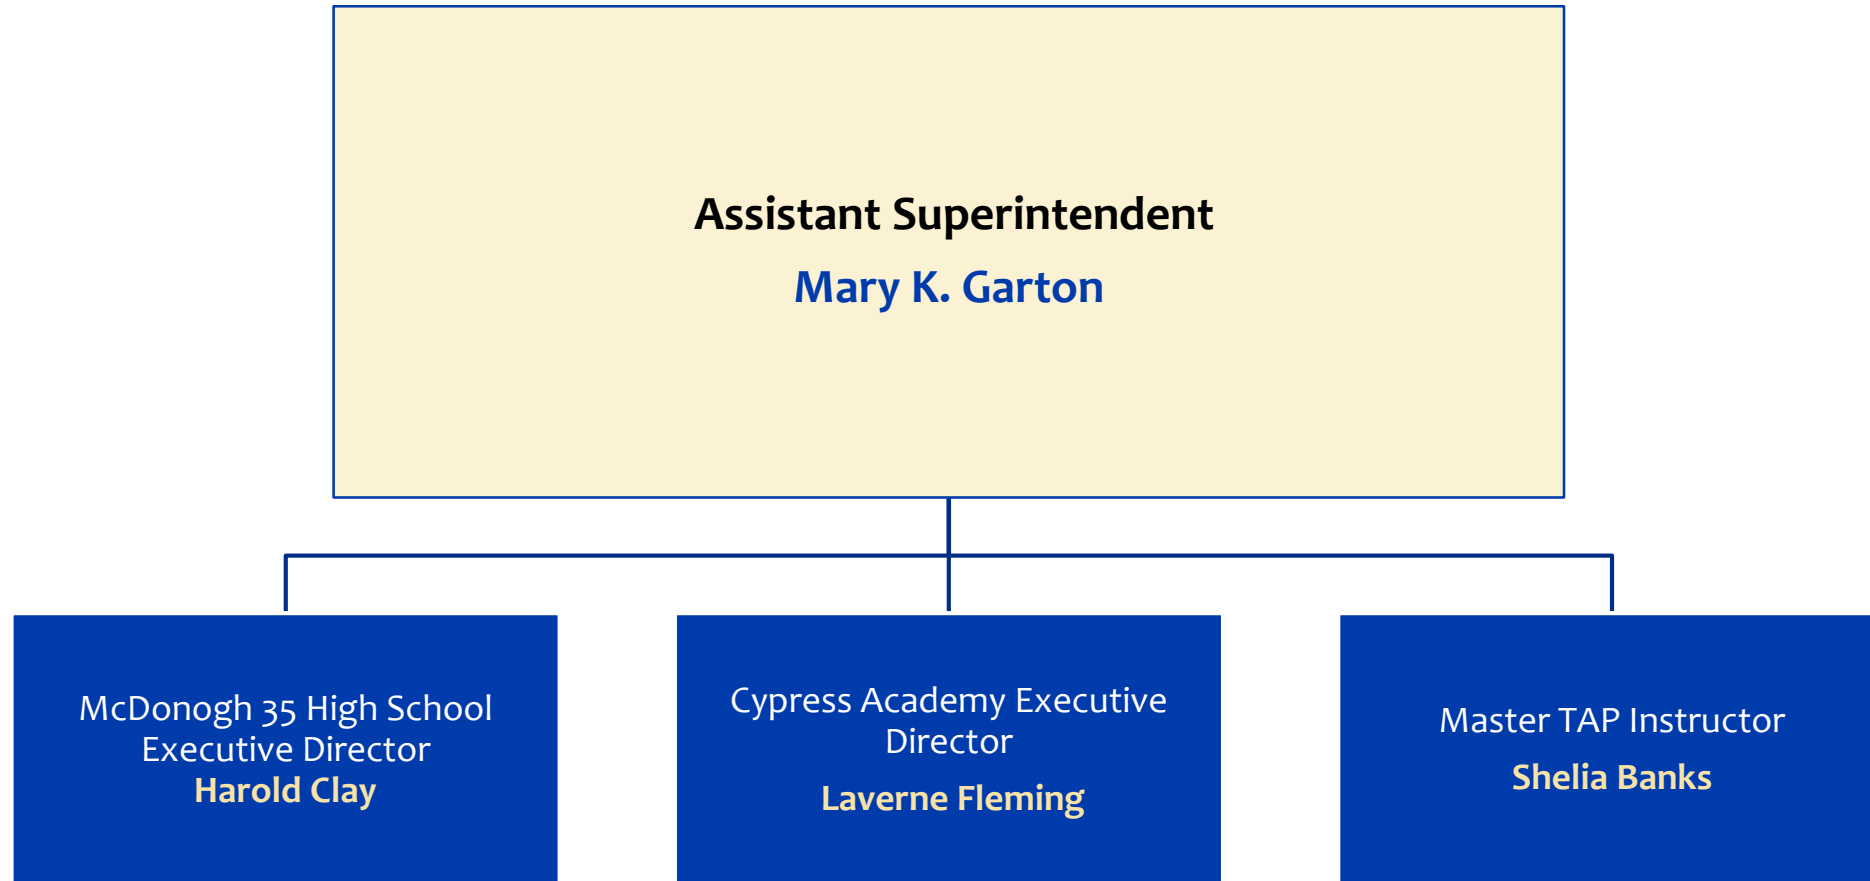 Assistant Superintendent
Mary K. Garton
McDonogh 35 High School
Executive Director
Harold Clay
Cypress Academy Executive
Director
Laverne Fleming
Master TAP Instructor
Shelia Banks